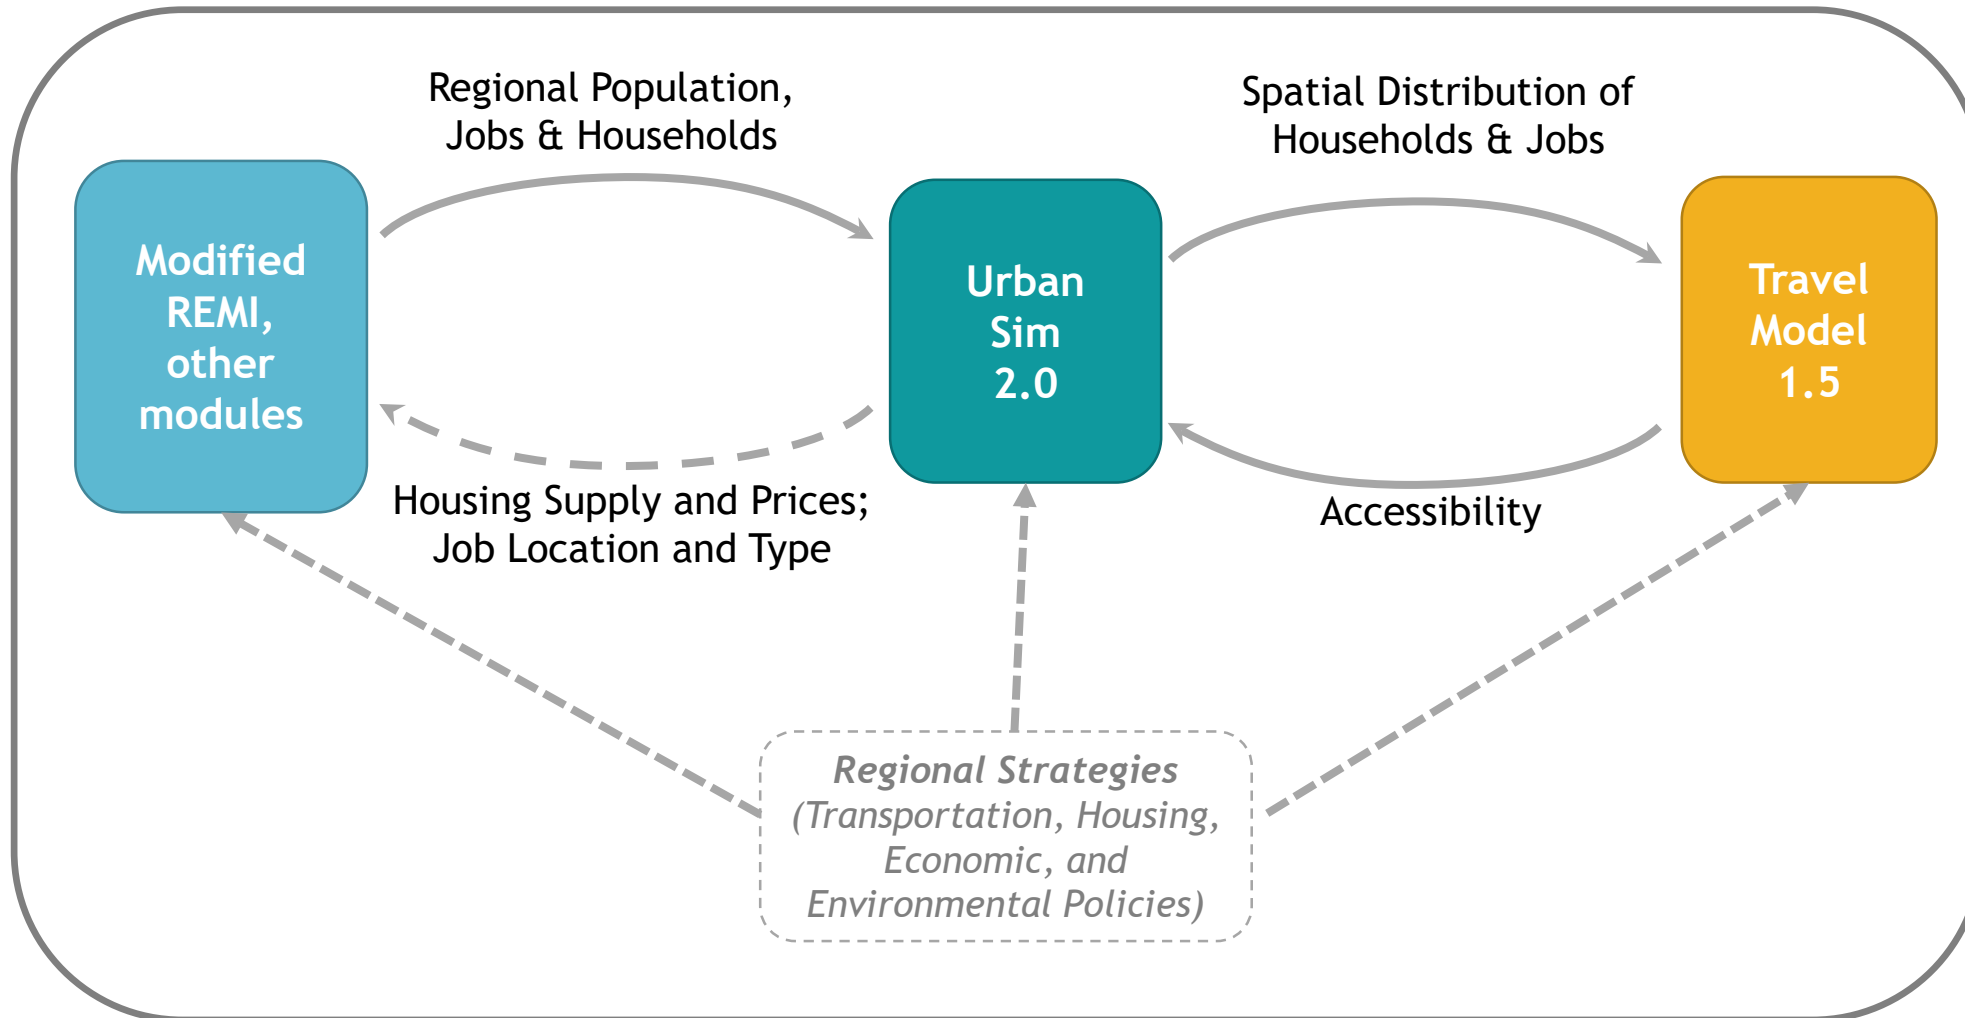 Regional Population,
Jobs & Households
Spatial Distribution of
Households & Jobs
Modified
REMI,
other
modules
Urban
Sim
2.0
Travel
Model
1.5
Housing Supply and Prices;
Job Location and Type
Accessibility
Regional Strategies
(Transportation, Housing,
Economic, and
Environmental Policies)